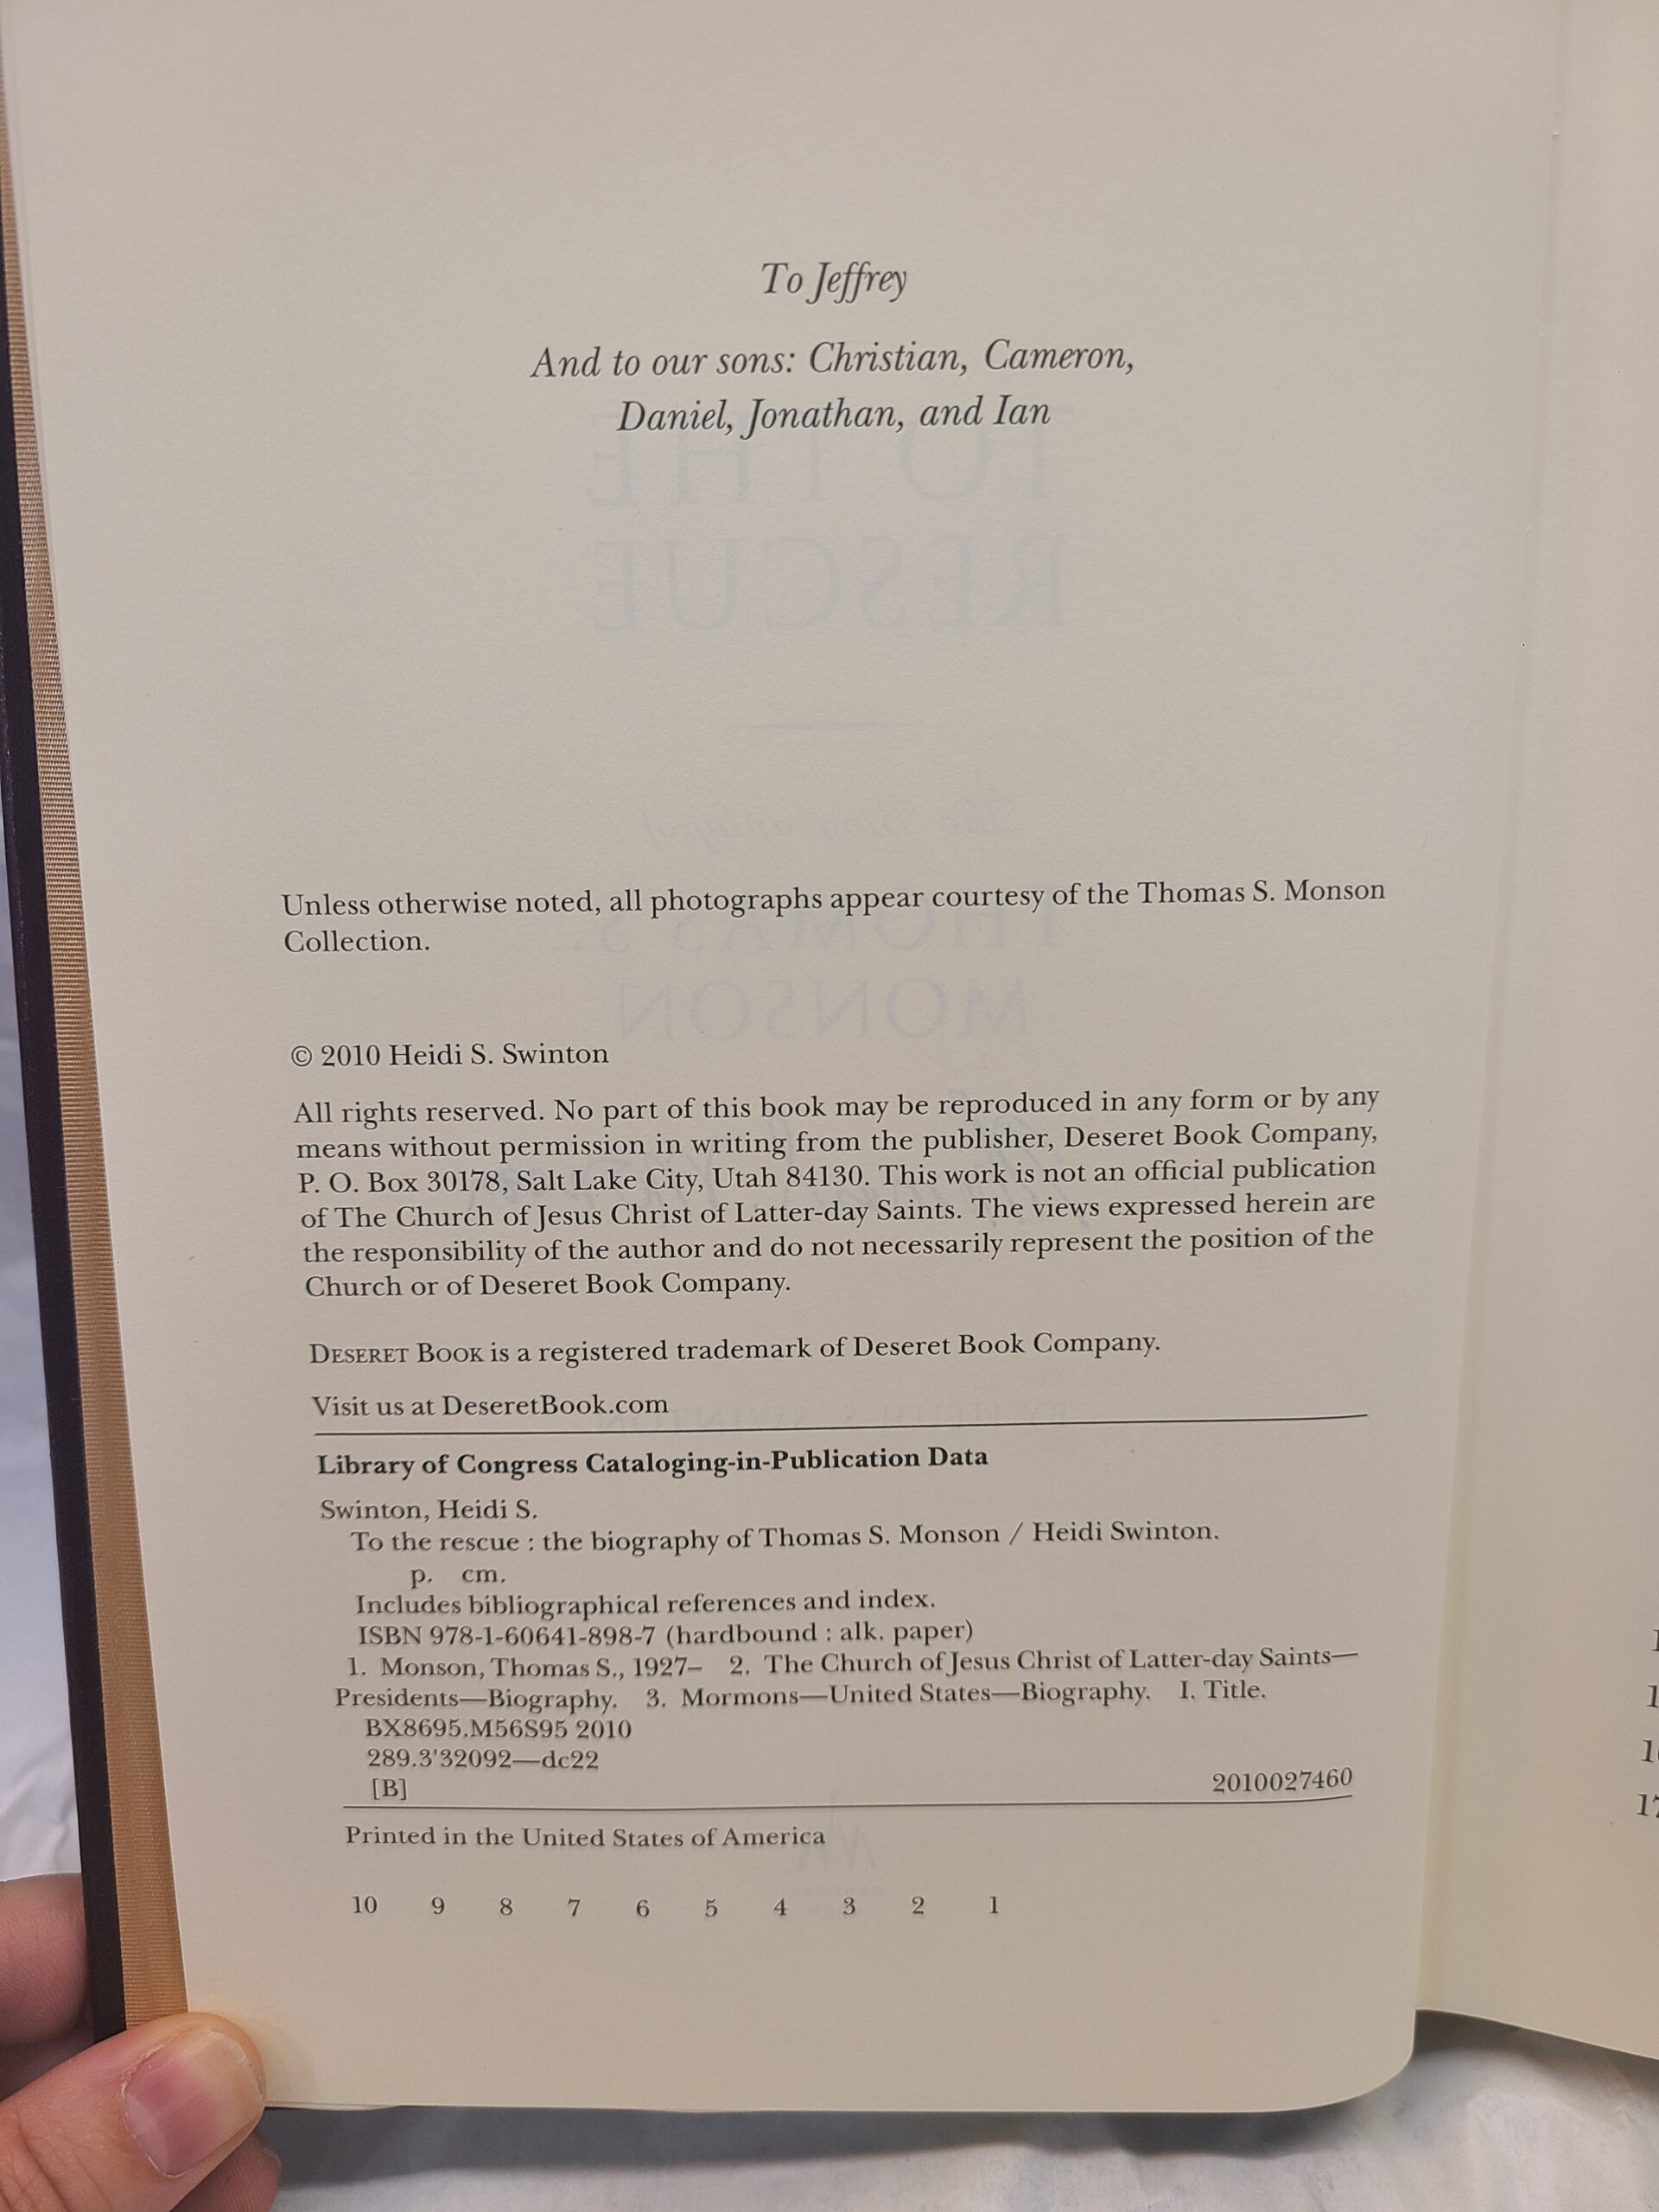 To Jeffrey
And to our sons: Christian, Cameron,
Daniel, Jonathan, and Ian
Unless otherwise noted, all photographs appear courtesy of the Thomas S. Monson
Collection.
© 2010 Heidi S. Swinton
All rights reserved. No part of this book may be reproduced in any form or by any
means without permission in writing from the publisher, Deseret Book Company,
P. O. Box 30178, Salt Lake City, Utah 84130. This work is not an official publication
of The Church of Jesus Christ of Latter-day Saints. The views expressed herein are
the responsibility of the author and do not necessarily represent the position of the
Church or of Deseret Book Company.
DESERET BOOK is a registered trademark of Deseret Book Company.
Visit us at DeseretBook.com
Library of Congress Cataloging-in-Publication Data
Swinton, Heidi S.
To the rescue : the biography of Thomas S. Monson / Heidi Swinton.
p. cm.
Includes bibliographical references and index.
ISBN 978-1-60641-898-7 (hardbound : alk. paper)
1. Monson, Thomas S., 1927– 2. The Church of Jesus Christ of Latter-day Saints—
Presidents—Biography. 3. Mormons—United States—Biography. I. Title.
BX8695.M56S95 2010
289.3'32092—dc22
[B] 2010027460
Printed in the United States of America
10 9 8 7 6 5 4 3 2 1